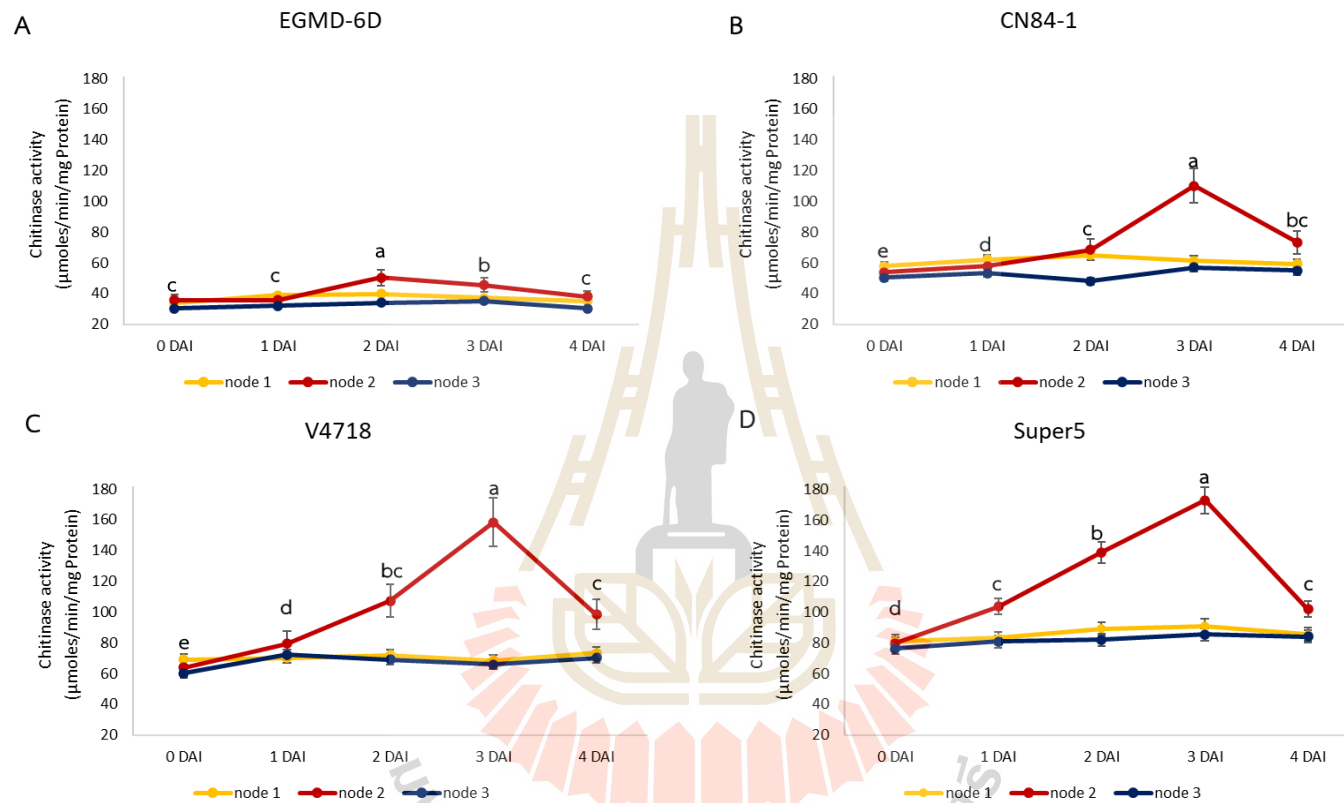 A
EGMD-6D
Chitinase activity
(µmoles/min/mg Protein)
180
160
140
120
100
80
60
40
20
c
c
a
b
c
0 DAI
1 DAI
2 DAI
3 DAI
4 DAI
node 1
node 2
node 3
B
CN84-1
Chitinase activity
(µmoles/min/mg Protein)
180
160
140
120
100
80
60
40
20
e
d
c
a
bc
0 DAI
1 DAI
2 DAI
3 DAI
4 DAI
node 1
node 2
node 3
C
V4718
Chitinase activity
(µmoles/min/mg Protein)
180
160
140
120
100
80
60
40
20
e
d
bc
a
c
0 DAI
1 DAI
2 DAI
3 DAI
4 DAI
node 1
node 2
node 3
D
Super5
Chitinase activity
(µmoles/min/mg Protein)
180
160
140
120
100
80
60
40
20
d
c
b
a
c
0 DAI
1 DAI
2 DAI
3 DAI
4 DAI
node 1
node 2
node 3